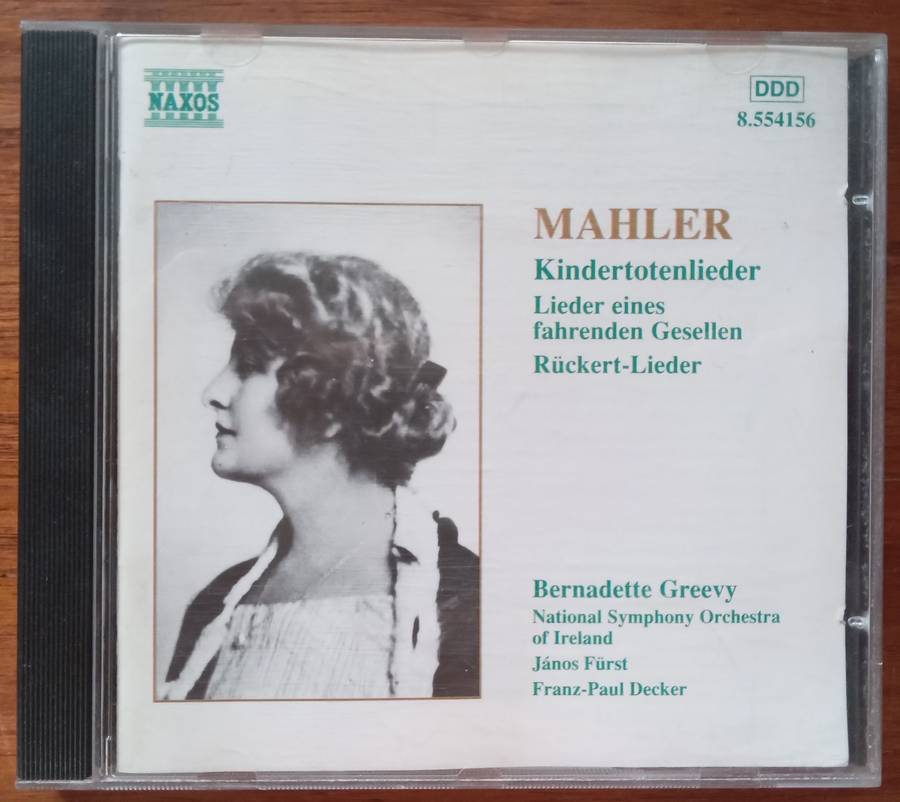 NAXOS
DDD
8.554156
MAHLER
Kindertotenlieder
Lieder eines
fahrenden Gesellen
Rückert-Lieder
Bernadette Greevy
National Symphony Orchestra
of Ireland
János Fürst
Franz-Paul Decker